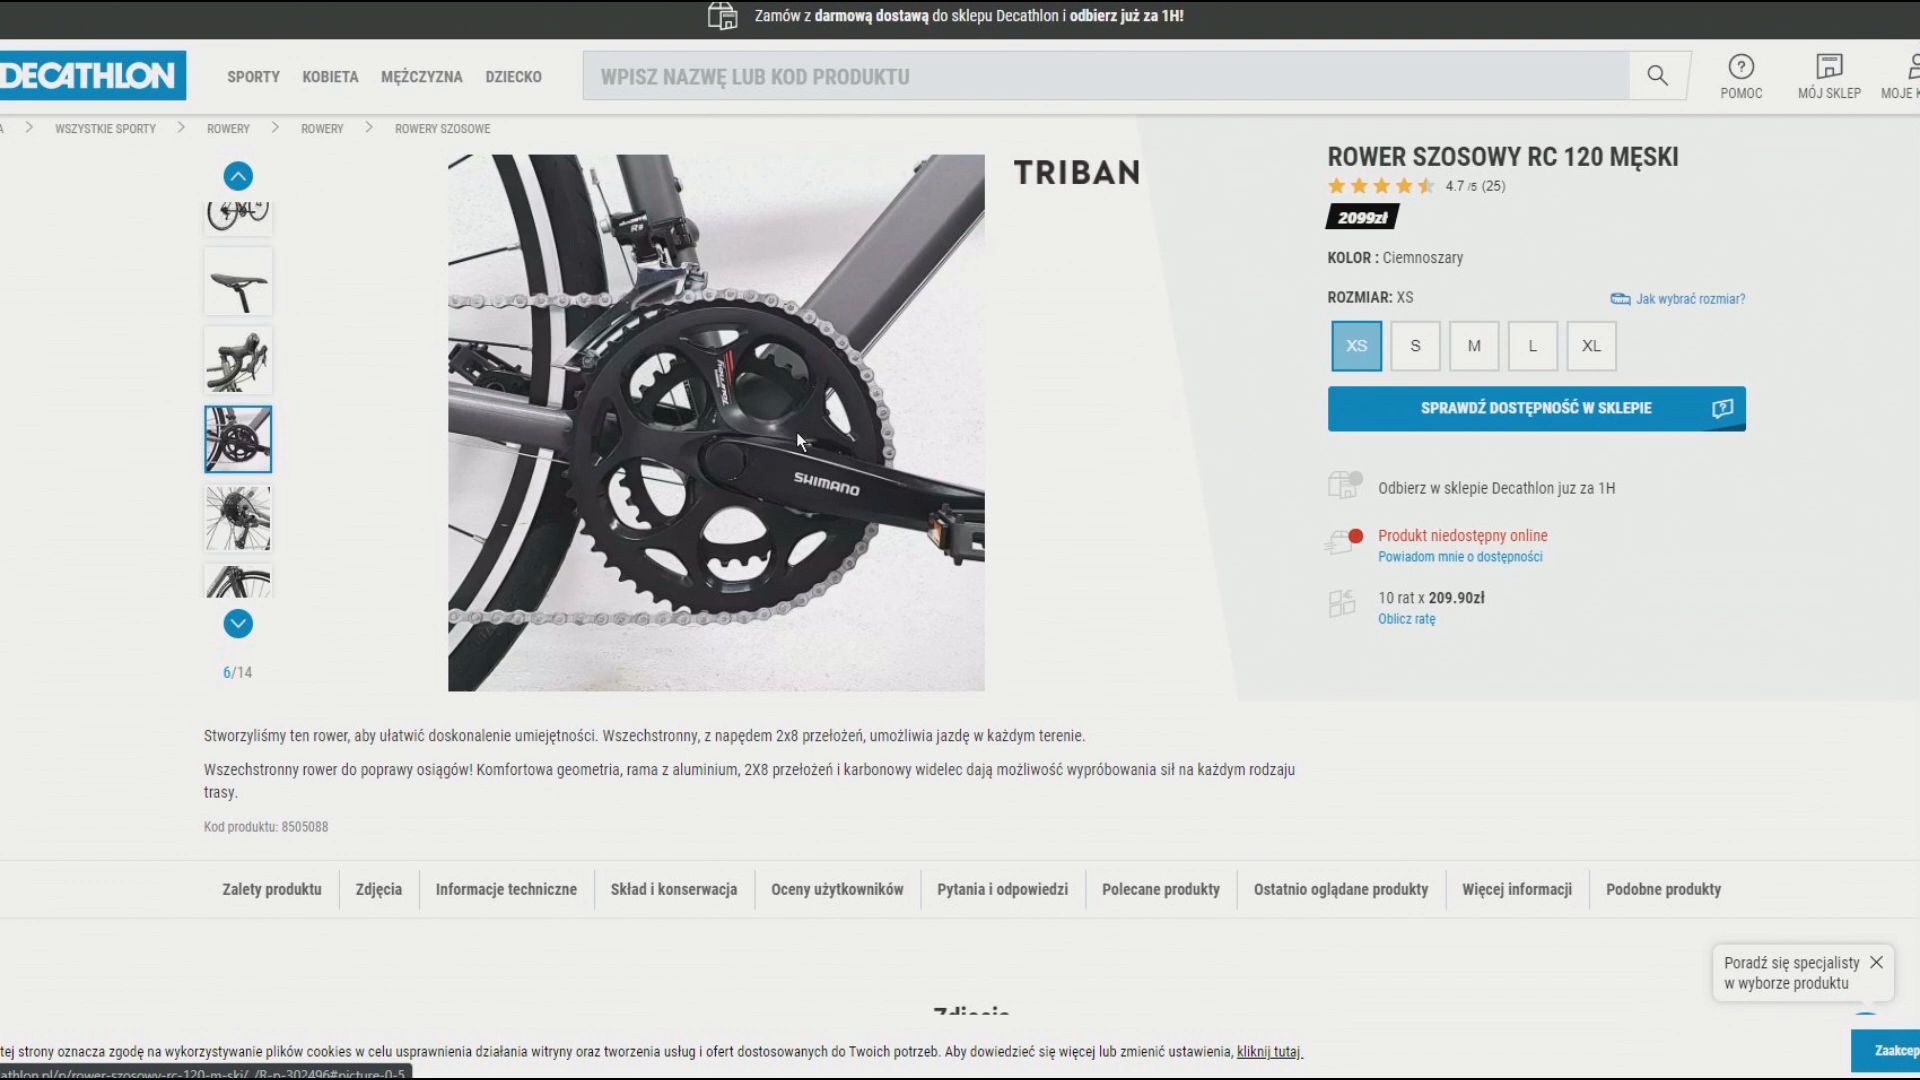 Zamów z darmową dostawą do sklepu Decathlon i odbierz już za 1H!
DECATHLON
SPORTY KOBIETA MĘŻCZYZNA DZIECKO
WPISZ NAZWĘ LUB KOD PRODUKTU
POMOC
MÓJ SKLEP
MOJE
WSZYSTKIE SPORTY > ROWERY > ROWERY > ROWERY SZOSOWE
TRIBAN
SHIMANO
6/14
ROWER SZOSOWY RC 120 MĘSKI
4.7 /5 (25)
2099zł
KOLOR : Ciemnoszary
ROZMIAR: XS
Jak wybrać rozmiar?
XS S M L XL
SPRAWDŹ DOSTĘPNOŚĆ W SKLEPIE
Odbierz w sklepie Decathlon juz za 1H
Produkt niedostępny online
Powiadom mnie o dostępności
10 rat x 209.90zł
Oblicz ratę
Stworzyliśmy ten rower, aby ułatwić doskonalenie umiejętności. Wszechstronny, z napędem 2x8 przełożeń, umożliwia jazdę w każdym terenie.
Wszechstronny rower do poprawy osiągów! Komfortowa geometria, rama z aluminium, 2X8 przełożeń i karbonowy widelec dają możliwość wypróbowania sił na każdym rodzaju
trasy.
Kod produktu: 8505088
Zalety produktu Zdjęcia Informacje techniczne Skład i konserwacja Oceny użytkowników Pytania i odpowiedzi Polecane produkty Ostatnio oglądane produkty Więcej informacji Podobne produkty
Poradź się specjalisty
w wyborze produktu
Zdjęcia
tej strony oznacza zgodę na wykorzystywanie plików cookies w celu usprawnienia działania witryny oraz tworzenia usług i ofert dostosowanych do Twoich potrzeb. Aby dowiedzieć się więcej lub zmienić ustawienia, kliknij tutaj.
Zaakcep
athlon.pl/p/rower-szosowy-rc-120-m-ski/_/R-p-302496#picture-0-5